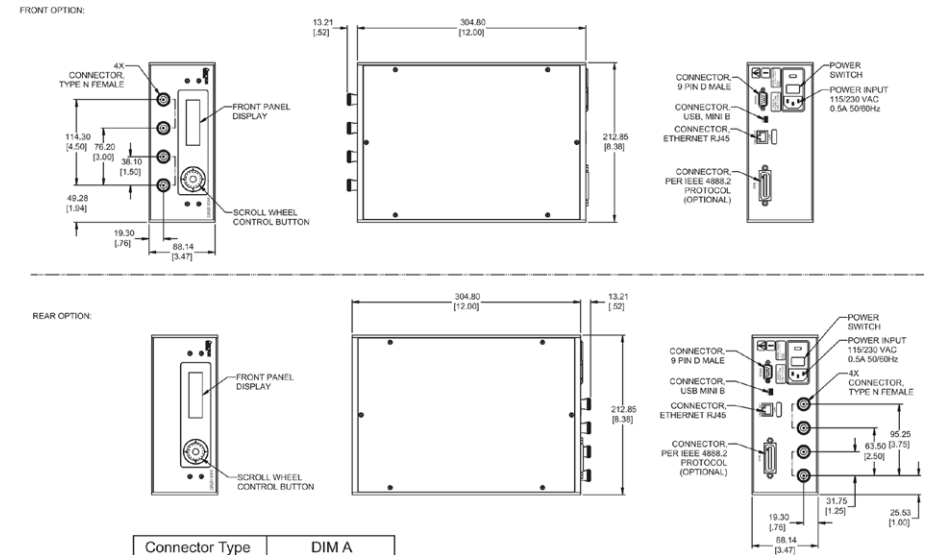 FRONT OPTION:
13.21
[.52]
304.80
[12.00]
4X
CONNECTOR,
TYPE N FEMALE
FRONT PANEL
DISPLAY
114.30
[4.50]
76.20
[3.00]
38.10
[1.50]
49.28
[1.94]
SCROLL WHEEL
CONTROL BUTTON
19.30
[.76]
88.14
[3.47]
212.85
[8.38]
CONNECTOR,
9 PIN D MALE
CONNECTOR,
USB, MINI B
CONNECTOR,
ETHERNET RJ45
CONNECTOR,
PER IEEE 4888.2
PROTOCOL
(OPTIONAL)
POWER
SWITCH
POWER INPUT
115/230 VAC
0.5A 50/60Hz
REAR OPTION:
304.80
[12.00]
13.21
[.52]
FRONT PANEL
DISPLAY
SCROLL WHEEL
CONTROL BUTTON
212.85
[8.38]
CONNECTOR,
9 PIN D MALE
CONNECTOR,
USB MINI B
CONNECTOR,
ETHERNET RJ45
CONNECTOR,
PER IEEE 4888.2
PROTOCOL
(OPTIONAL)
POWER
SWITCH
POWER INPUT
115/230 VAC
0.5A 50/60Hz
4X
CONNECTOR,
TYPE N FEMALE
95.25
[3.75]
63.50
[2.50]
31.75
[1.25]
25.53
[1.00]
19.30
[.76]
88.14
[3.47]
Connector Type DIM A